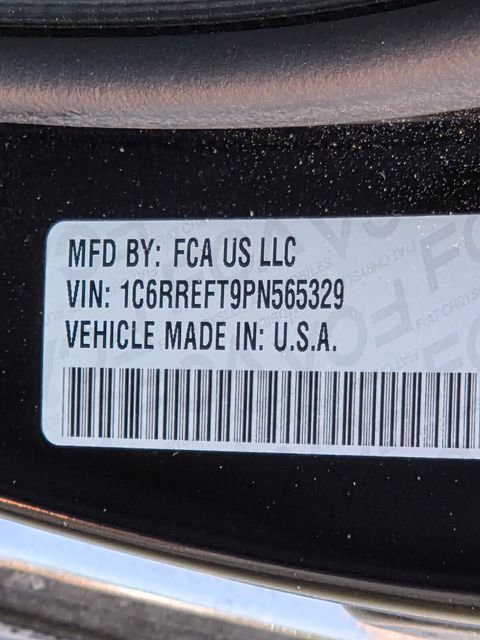 MFD BY: FCA US LLC
VIN: 1C6RREFT9PN565329
VEHICLE MADE IN: U.S.A.